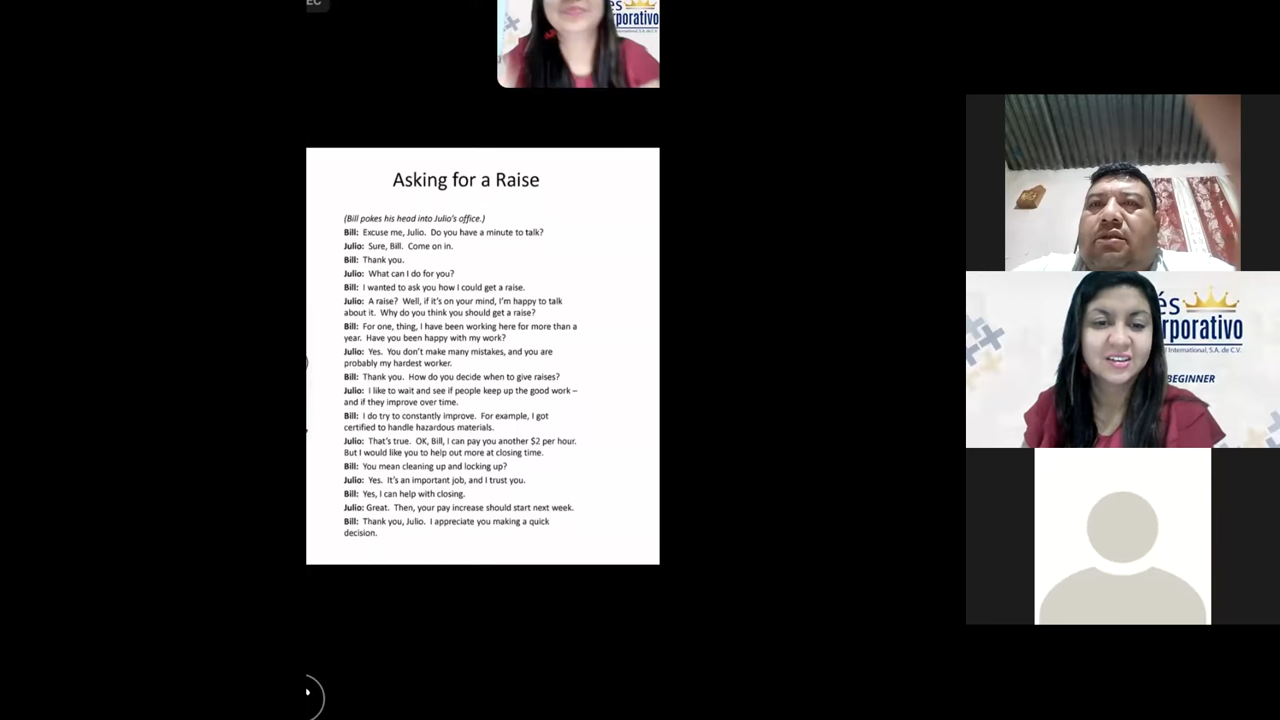 EC
és
porativo
International, S.A. de C.V.
Asking for a Raise
(Bill pokes his head into Julio's office.)
Bill: Excuse me, Julio. Do you have a minute to talk?
Julio: Sure, Bill. Come on in.
Bill: Thank you.
Julio: What can I do for you?
Bill: I wanted to ask you how I could get a raise.
Julio: A raise? Well, if it's on your mind, I'm happy to talk
about it. Why do you think you should get a raise?
Bill: For one, thing, I have been working here for more than a
year. Have you been happy with my work?
Julio: Yes. You don't make many mistakes, and you are
probably my hardest worker.
Bill: Thank you. How do you decide when to give raises?
Julio: I like to wait and see if people keep up the good work –
and if they improve over time.
Bill: I do try to constantly improve. For example, I got
certified to handle hazardous materials.
Julio: That's true. OK, Bill, I can pay you another $2 per hour.
But I would like you to help out more at closing time.
Bill: You mean cleaning up and locking up?
Julio: Yes. It's an important job, and I trust you.
Bill: Yes, I can help with closing.
Julio: Great. Then, your pay increase should start next week.
Bill: Thank you, Julio. I appreciate you making a quick
decision.
és
rporativo
l International, S.A. de C.V.
BEGINNER